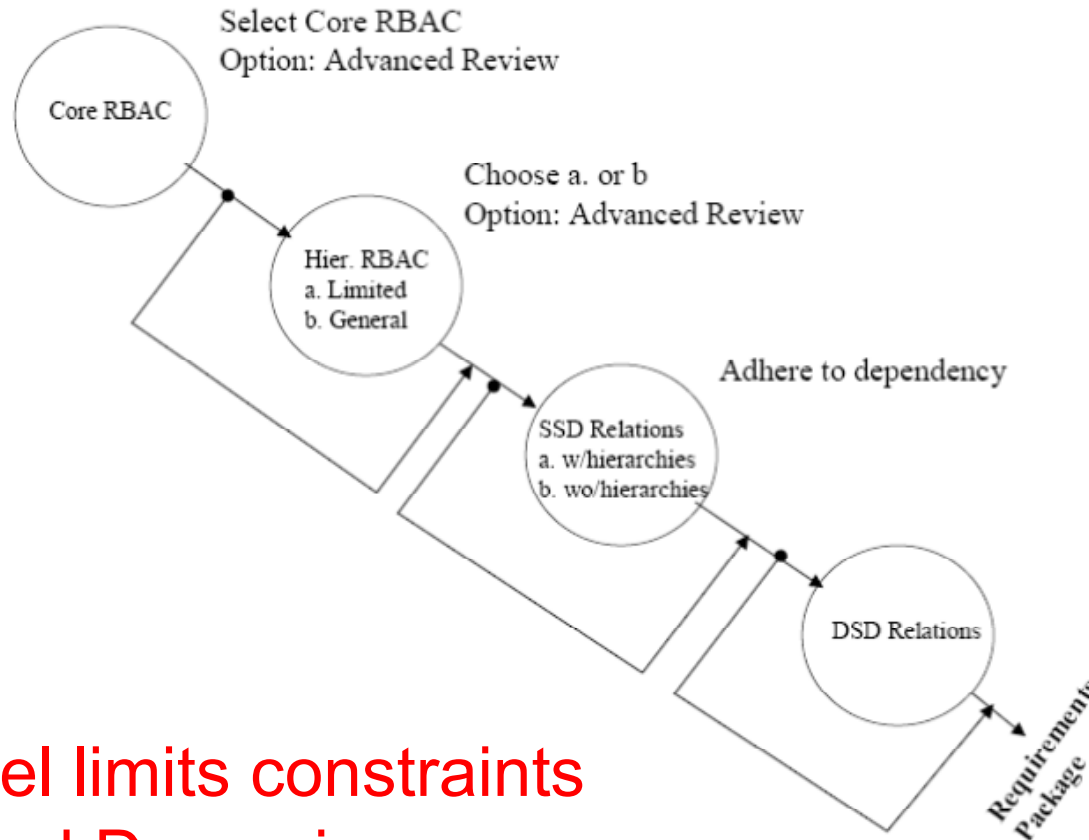 Select Core RBAC
Option: Advanced Review
Core RBAC
Choose a. or b
Option: Advanced Review
Hier. RBAC
a. Limited
b. General
Adhere to dependency
SSD Relations
a. w/hierarchies
b. wo/hierarchies
DSD Relations
Requirements
Package
el limits constraints